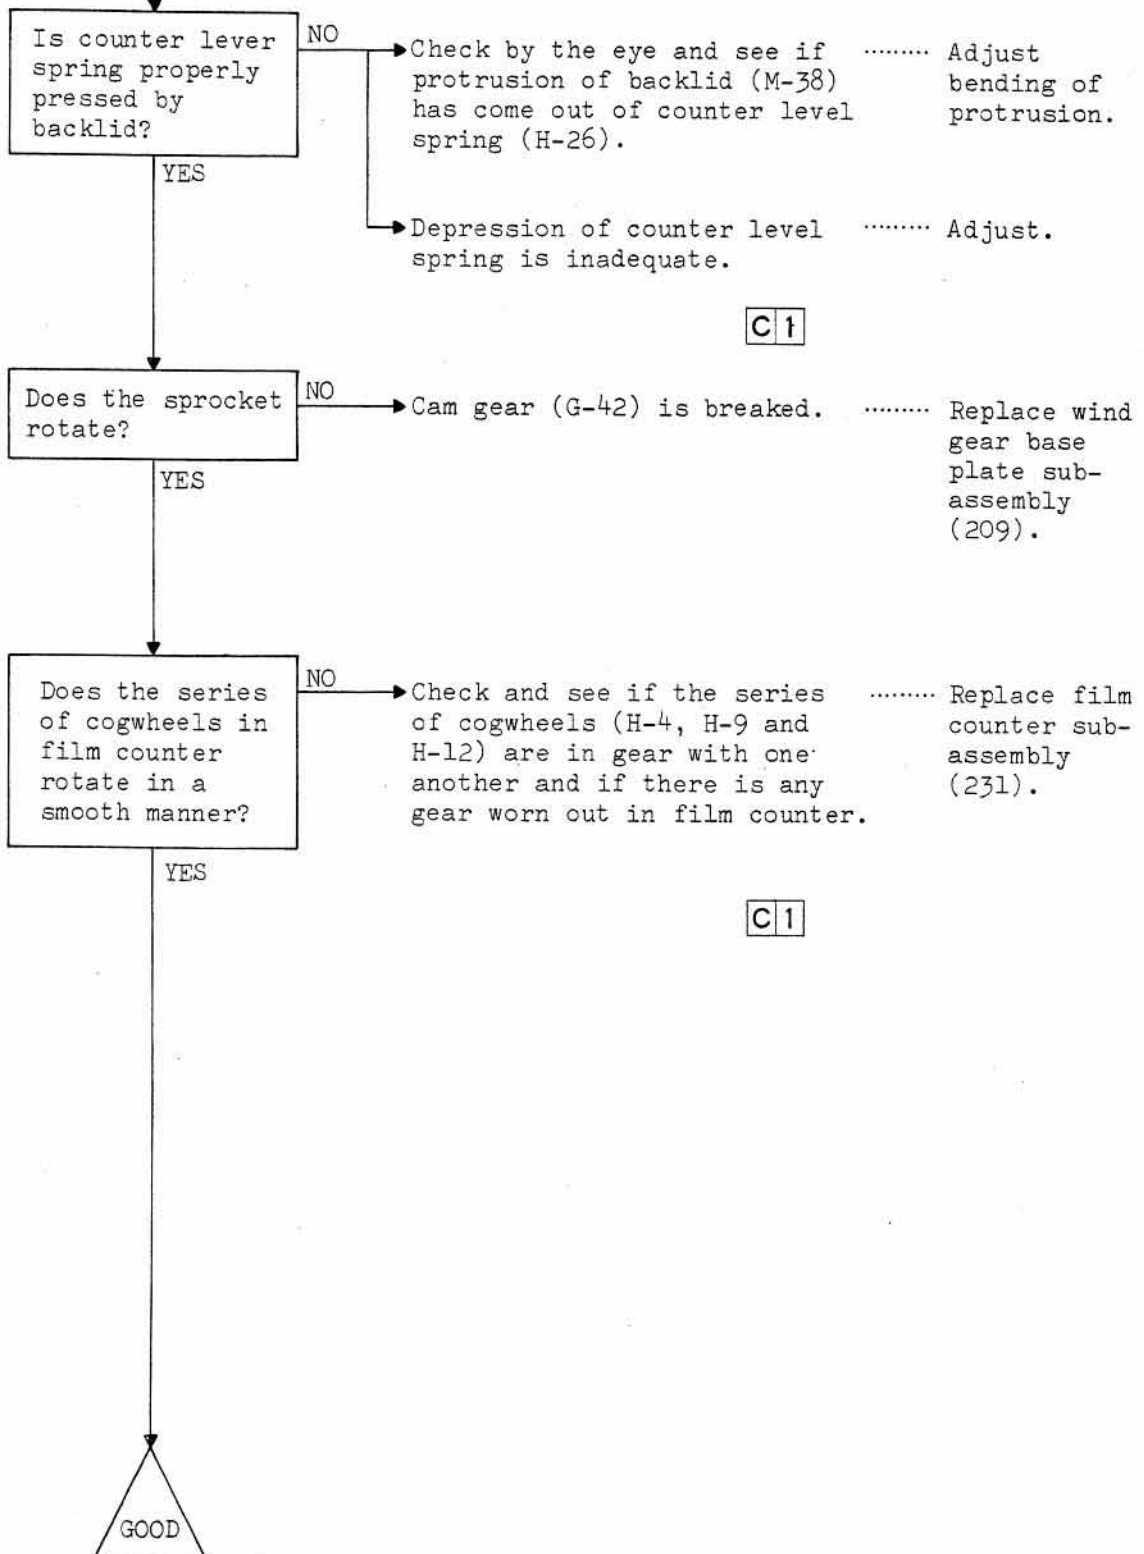 Is counter lever
spring properly
pressed by
backlid?
NO
Check by the eye and see if
protrusion of backlid (M-38)
has come out of counter level
spring (H-26).
......... Adjust
bending of
protrusion.
YES
Depression of counter level
spring is inadequate.
......... Adjust.
C 1
Does the sprocket
rotate?
NO
Cam gear (G-42) is breaked.
......... Replace wind
gear base
plate sub-
assembly
(209).
YES
Does the series
of cogwheels in
film counter
rotate in a
smooth manner?
NO
Check and see if the series
of cogwheels (H-4, H-9 and
H-12) are in gear with one
another and if there is any
gear worn out in film counter.
......... Replace film
counter sub-
assembly
(231).
YES
C 1
GOOD